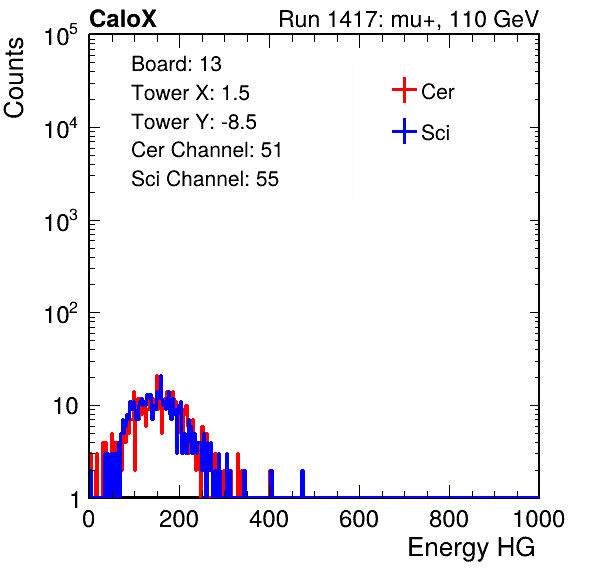 CaloX Run 1417: mu+, 110 GeV
Counts
Board: 13
Tower X: 1.5
Tower Y: -8.5
Cer Channel: 51
Sci Channel: 55
Cer
Sci
10^5
10^4
10^3
10^2
10
1
0 200 400 600 800 1000
Energy HG